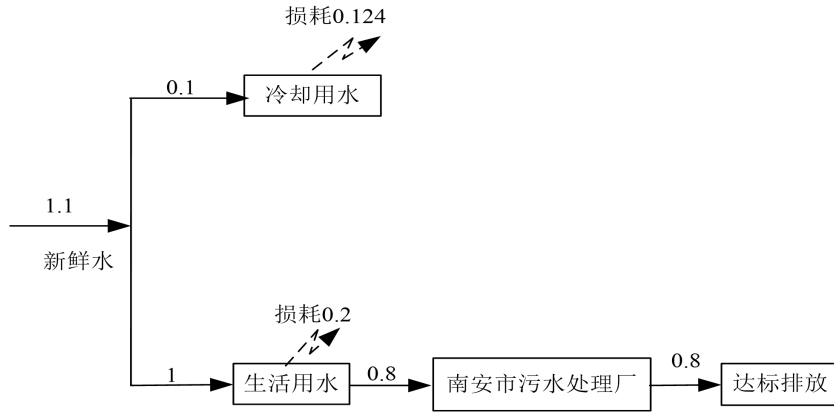 损耗0.124
0.1
冷却用水
1.1
新鲜水
损耗0.2
1
生活用水
0.8
南安市污水处理厂
0.8
达标排放